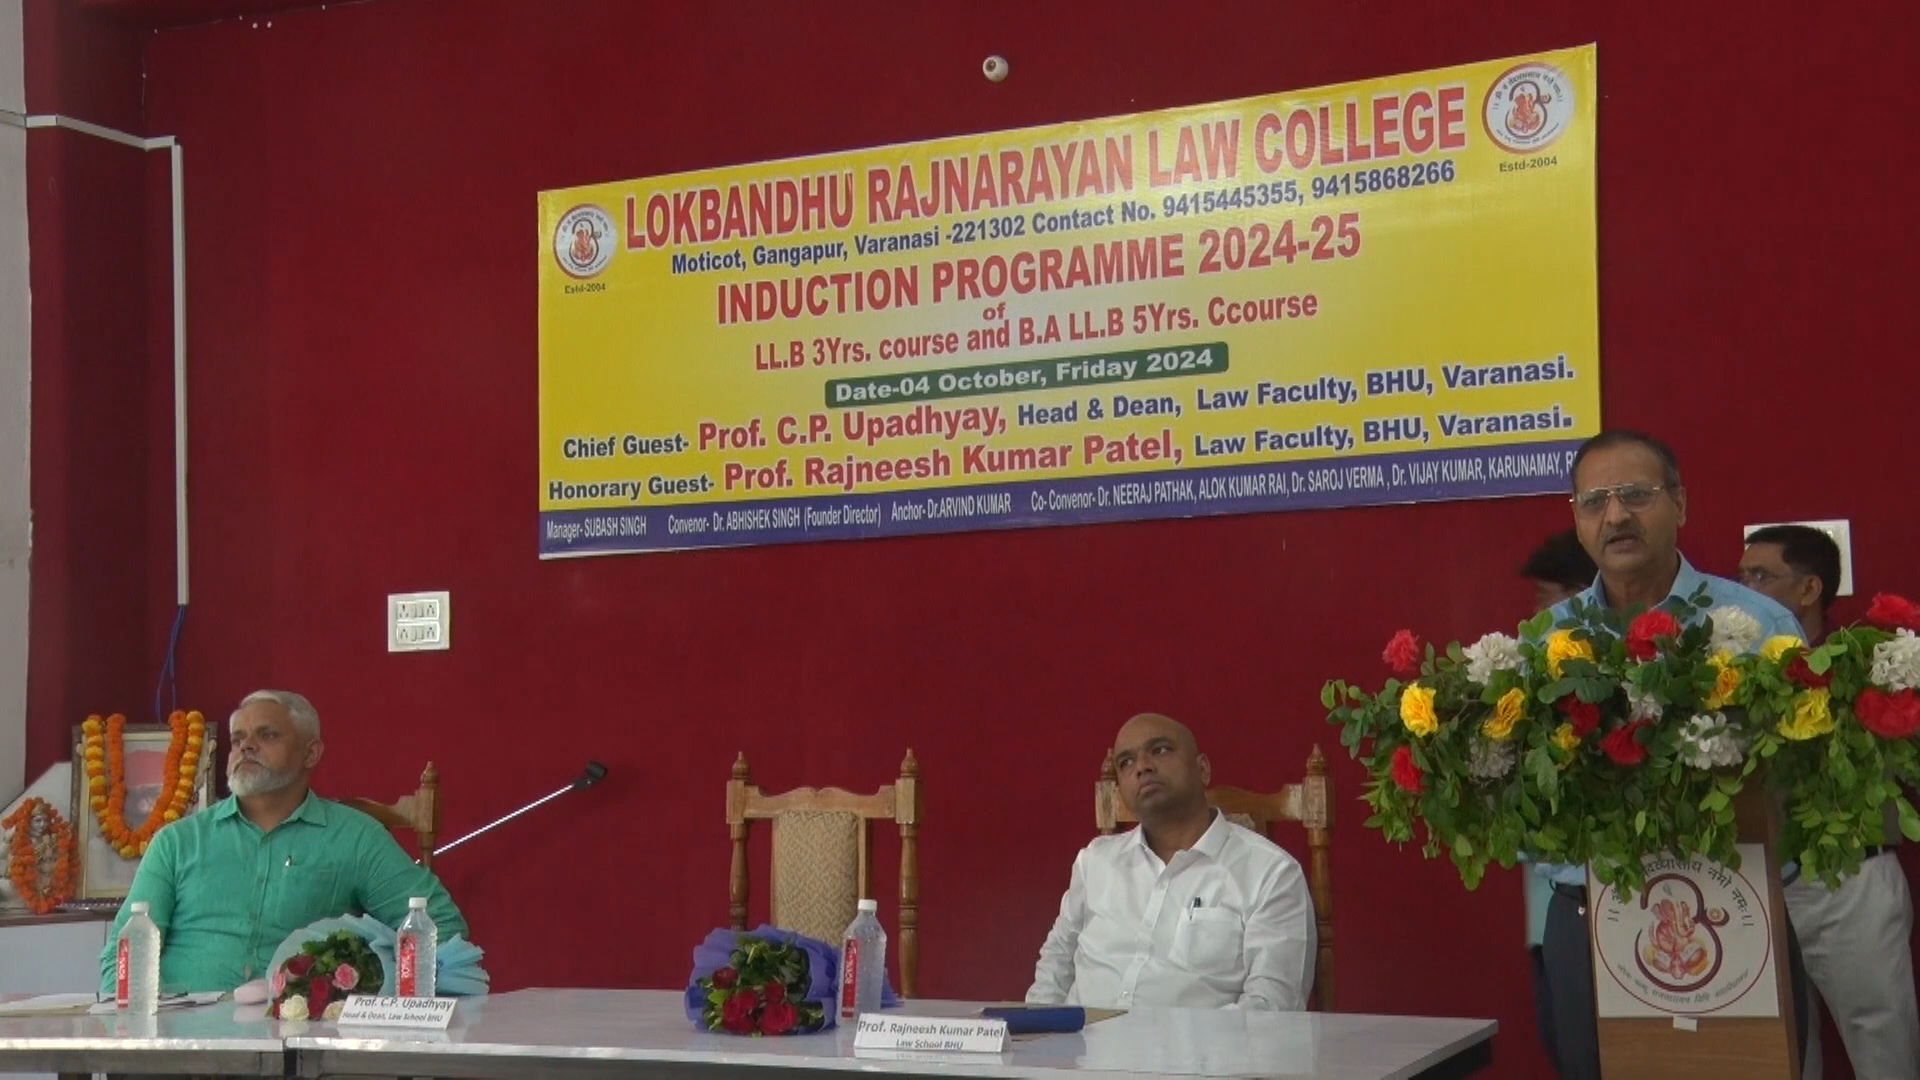 LOKBANDHU RAJNARAYAN LAW COLLEGE
Moticot, Gangapur, Varanasi -221302 Contact No. 9415445355, 9415868266
Estd-2004
Estd-2004
INDUCTION PROGRAMME 2024-25
of
LL.B 3Yrs. course and B.A LL.B 5Yrs. Ccourse
Date-04 October, Friday 2024
Chief Guest- Prof. C.P. Upadhyay, Head & Dean, Law Faculty, BHU, Varanasi.
Honorary Guest- Prof. Rajneesh Kumar Patel, Law Faculty, BHU, Varanasi.
Manager- SUBASH SINGH Convenor- Dr. ABHISHEK SINGH (Founder Director) Anchor- Dr.ARVIND KUMAR Co- Convenor- Dr. NEERAJ PATHAK, ALOK KUMAR RAI, Dr. SAROJ VERMA , Dr. VIJAY KUMAR, KARUNAMAY,
Prof. C.P. Upadhyay
Head & Dean, Law School BHU
Prof. Rajneesh Kumar Patel
Law School BHU